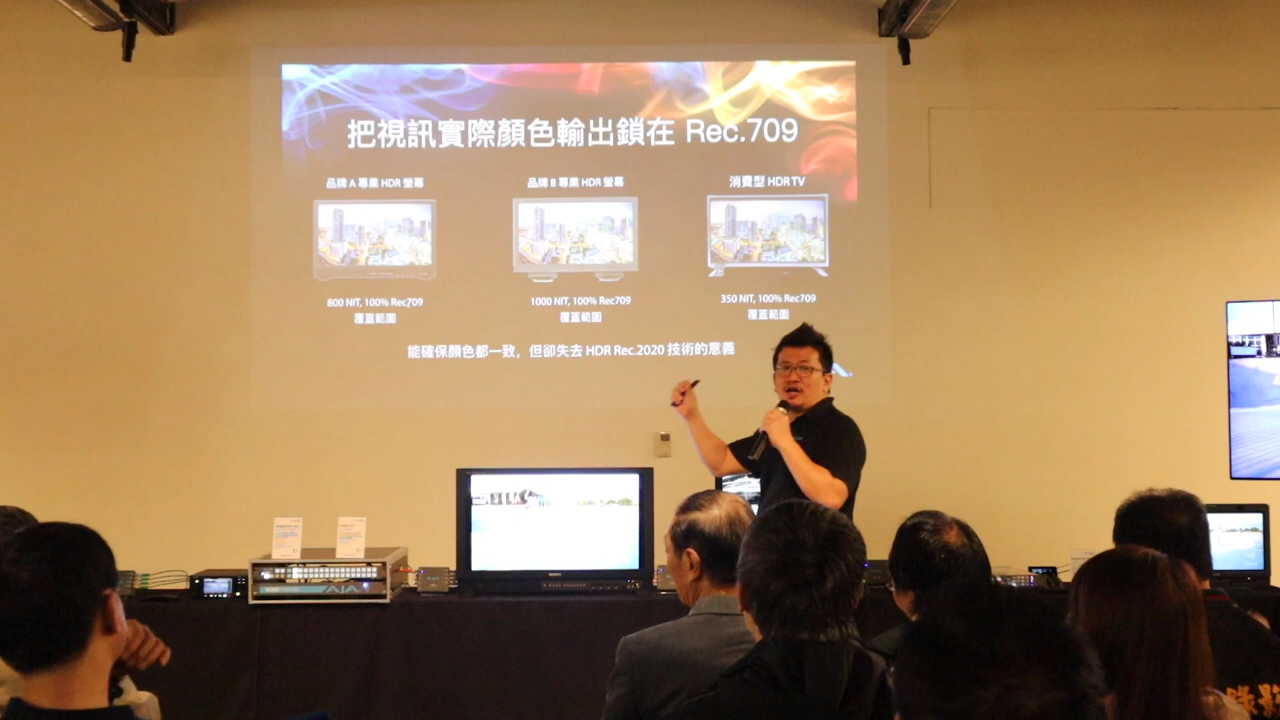 把視訊實際顏色輸出鎖在 Rec.709
品牌 A 專業 HDR 螢幕
品牌 B 專業 HDR 螢幕
消費型 HDR TV
800 NIT, 100% Rec709
覆蓋範圍
1000 NIT, 100% Rec709
覆蓋範圍
350 NIT, 100% Rec709
覆蓋範圍
能確保顏色都一致，但卻失去 HDR Rec.2020 技術的意義
SONY
錄影